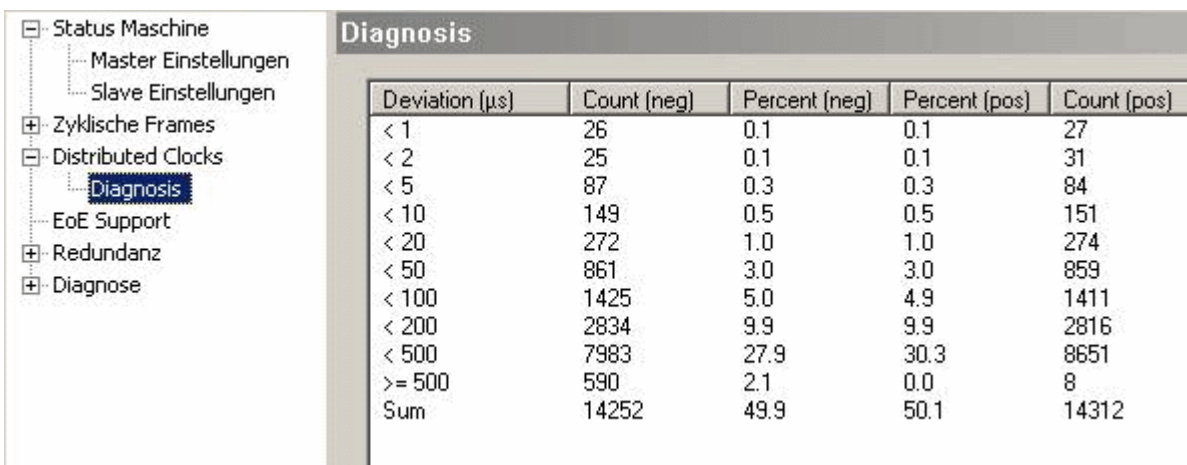 Status Maschine
Master Einstellungen
Slave Einstellungen
Zyklische Frames
Distributed Clocks
Diagnosis
EoE Support
Redundanz
Diagnose
Diagnosis
Deviation (µs) Count (neg) Percent (neg) Percent (pos) Count (pos)
< 1 26 0.1 0.1 27
< 2 25 0.1 0.1 31
< 5 87 0.3 0.3 84
< 10 149 0.5 0.5 151
< 20 272 1.0 1.0 274
< 50 861 3.0 3.0 859
< 100 1425 5.0 4.9 1411
< 200 2834 9.9 9.9 2816
< 500 7983 27.9 30.3 8651
>= 500 590 2.1 0.0 8
Sum 14252 49.9 50.1 14312